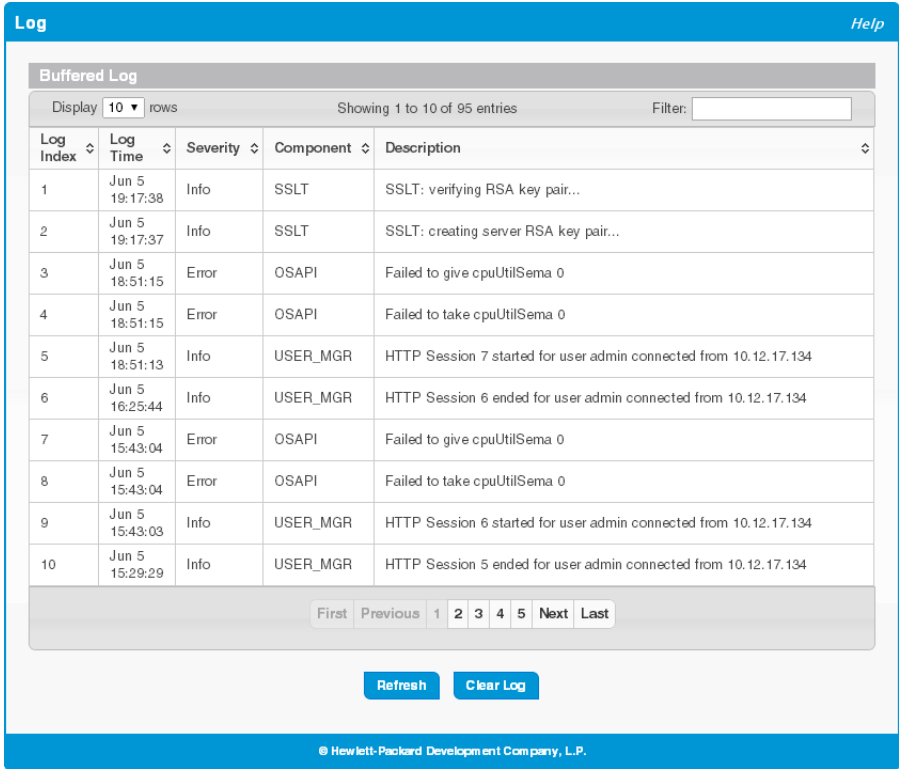 Log Help
Buffered Log
Display 10 rows Showing 1 to 10 of 95 entries Filter:
Log Index Log Time Severity Component Description
1 Jun 5 19:17:38 Info SSLT SSLT: verifying RSA key pair...
2 Jun 5 19:17:37 Info SSLT SSLT: creating server RSA key pair...
3 Jun 5 18:51:15 Error OSAPI Failed to give cpuUtilSema 0
4 Jun 5 18:51:15 Error OSAPI Failed to take cpuUtilSema 0
5 Jun 5 18:51:13 Info USER_MGR HTTP Session 7 started for user admin connected from 10.12.17.134
6 Jun 5 16:25:44 Info USER_MGR HTTP Session 6 ended for user admin connected from 10.12.17.134
7 Jun 5 15:43:04 Error OSAPI Failed to give cpuUtilSema 0
8 Jun 5 15:43:04 Error OSAPI Failed to take cpuUtilSema 0
9 Jun 5 15:43:03 Info USER_MGR HTTP Session 6 started for user admin connected from 10.12.17.134
10 Jun 5 15:29:29 Info USER_MGR HTTP Session 5 ended for user admin connected from 10.12.17.134
First Previous 1 2 3 4 5 Next Last
Refresh Clear Log
© Hewlett-Packard Development Company, L.P.